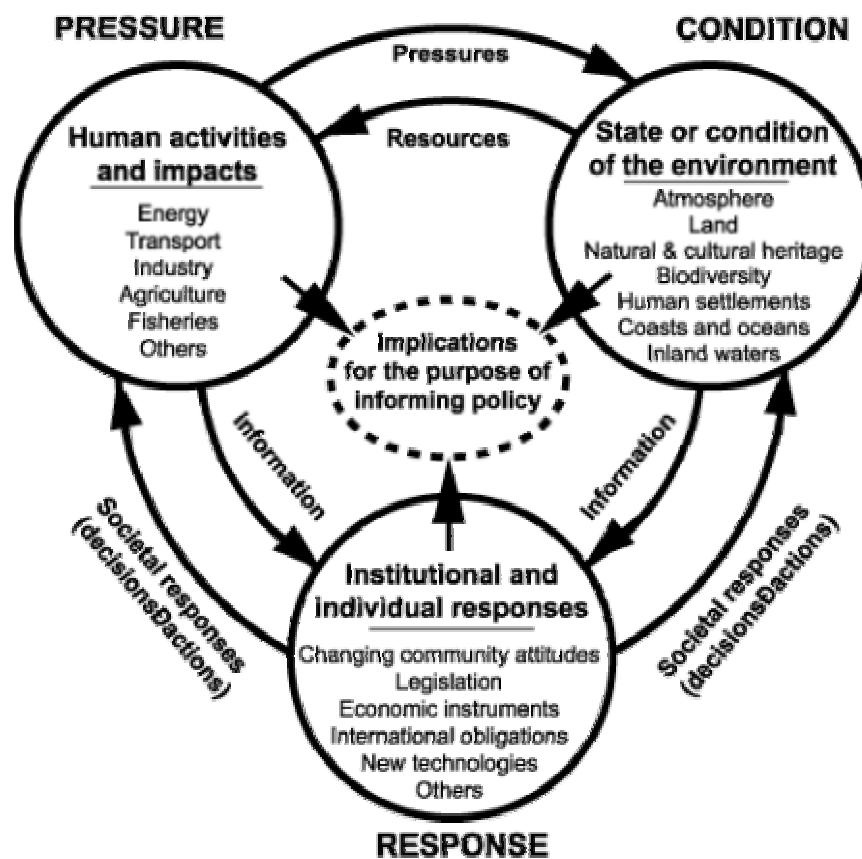 PRESSURE
CONDITION
Pressures
Resources
Human activities
and impacts
Energy
Transport
Industry
Agriculture
Fisheries
Others
State or condition
of the environment
Atmosphere
Land
Natural & cultural heritage
Biodiversity
Human settlements
Coasts and oceans
Inland waters
Implications
for the purpose of
informing policy
Information
Information
Societal responses
(decisionsDactions)
Societal responses
(decisionsDactions)
Institutional and
individual responses
Changing community attitudes
Legislation
Economic instruments
International obligations
New technologies
Others
RESPONSE